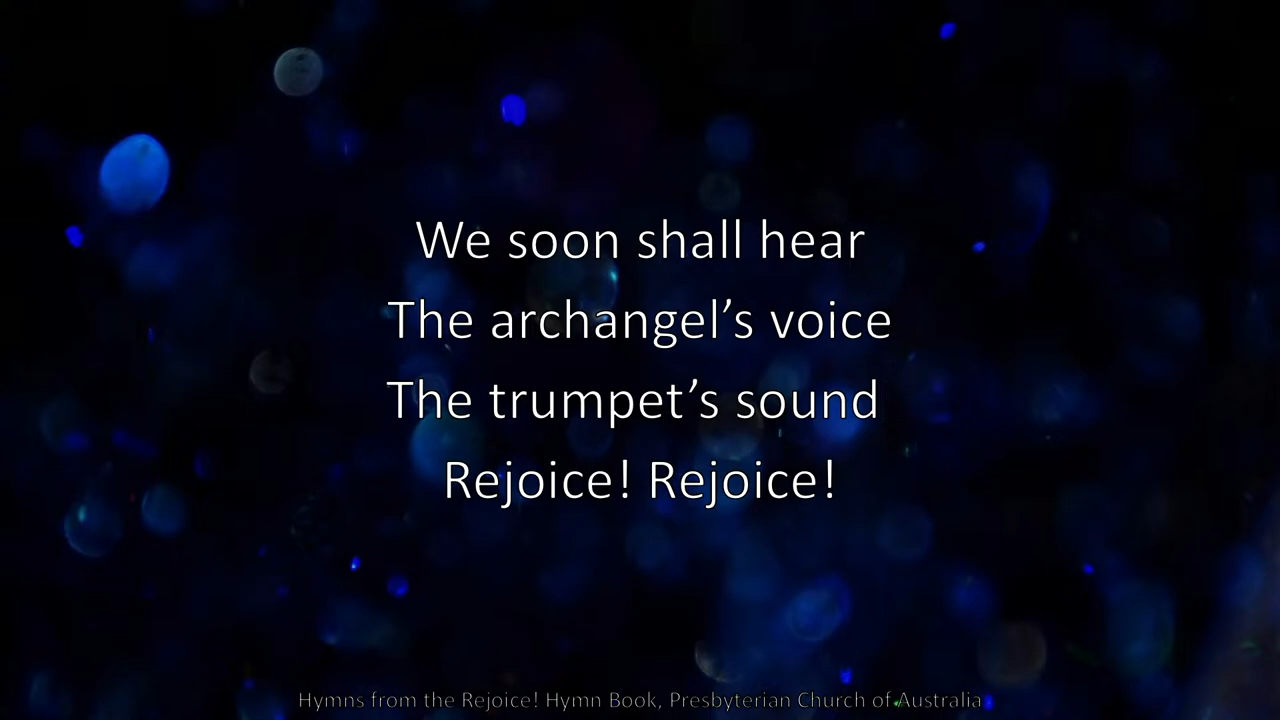 We soon shall hear
The archangel’s voice
The trumpet’s sound
Rejoice! Rejoice!
Hymns from the Rejoice! Hymn Book, Presbyterian Church of Australia